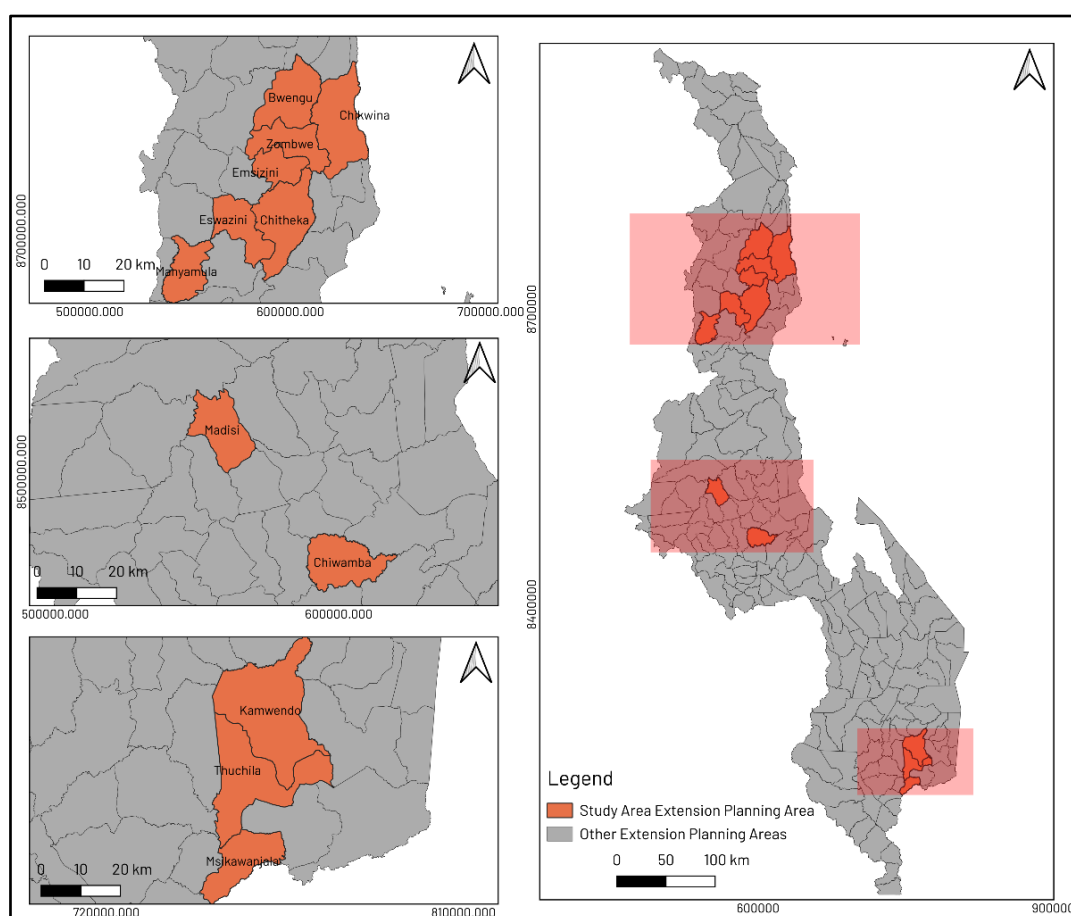 Bwengu
Chikwina
Zombwe
Emsizini
Eswazini
Chitheka
Manyamula
0 10 20 km
8700000.000
500000.000 600000.000 700000.000
Madisi
Chiwamba
0 10 20 km
8500000.000
500000.000 600000.000
Kamwendo
Thuchila
Msikawanjala
0 10 20 km
720000.000 810000.000
8700000
8400000
Legend
Study Area Extension Planning Area
Other Extension Planning Areas
0 50 100 km
600000 900000